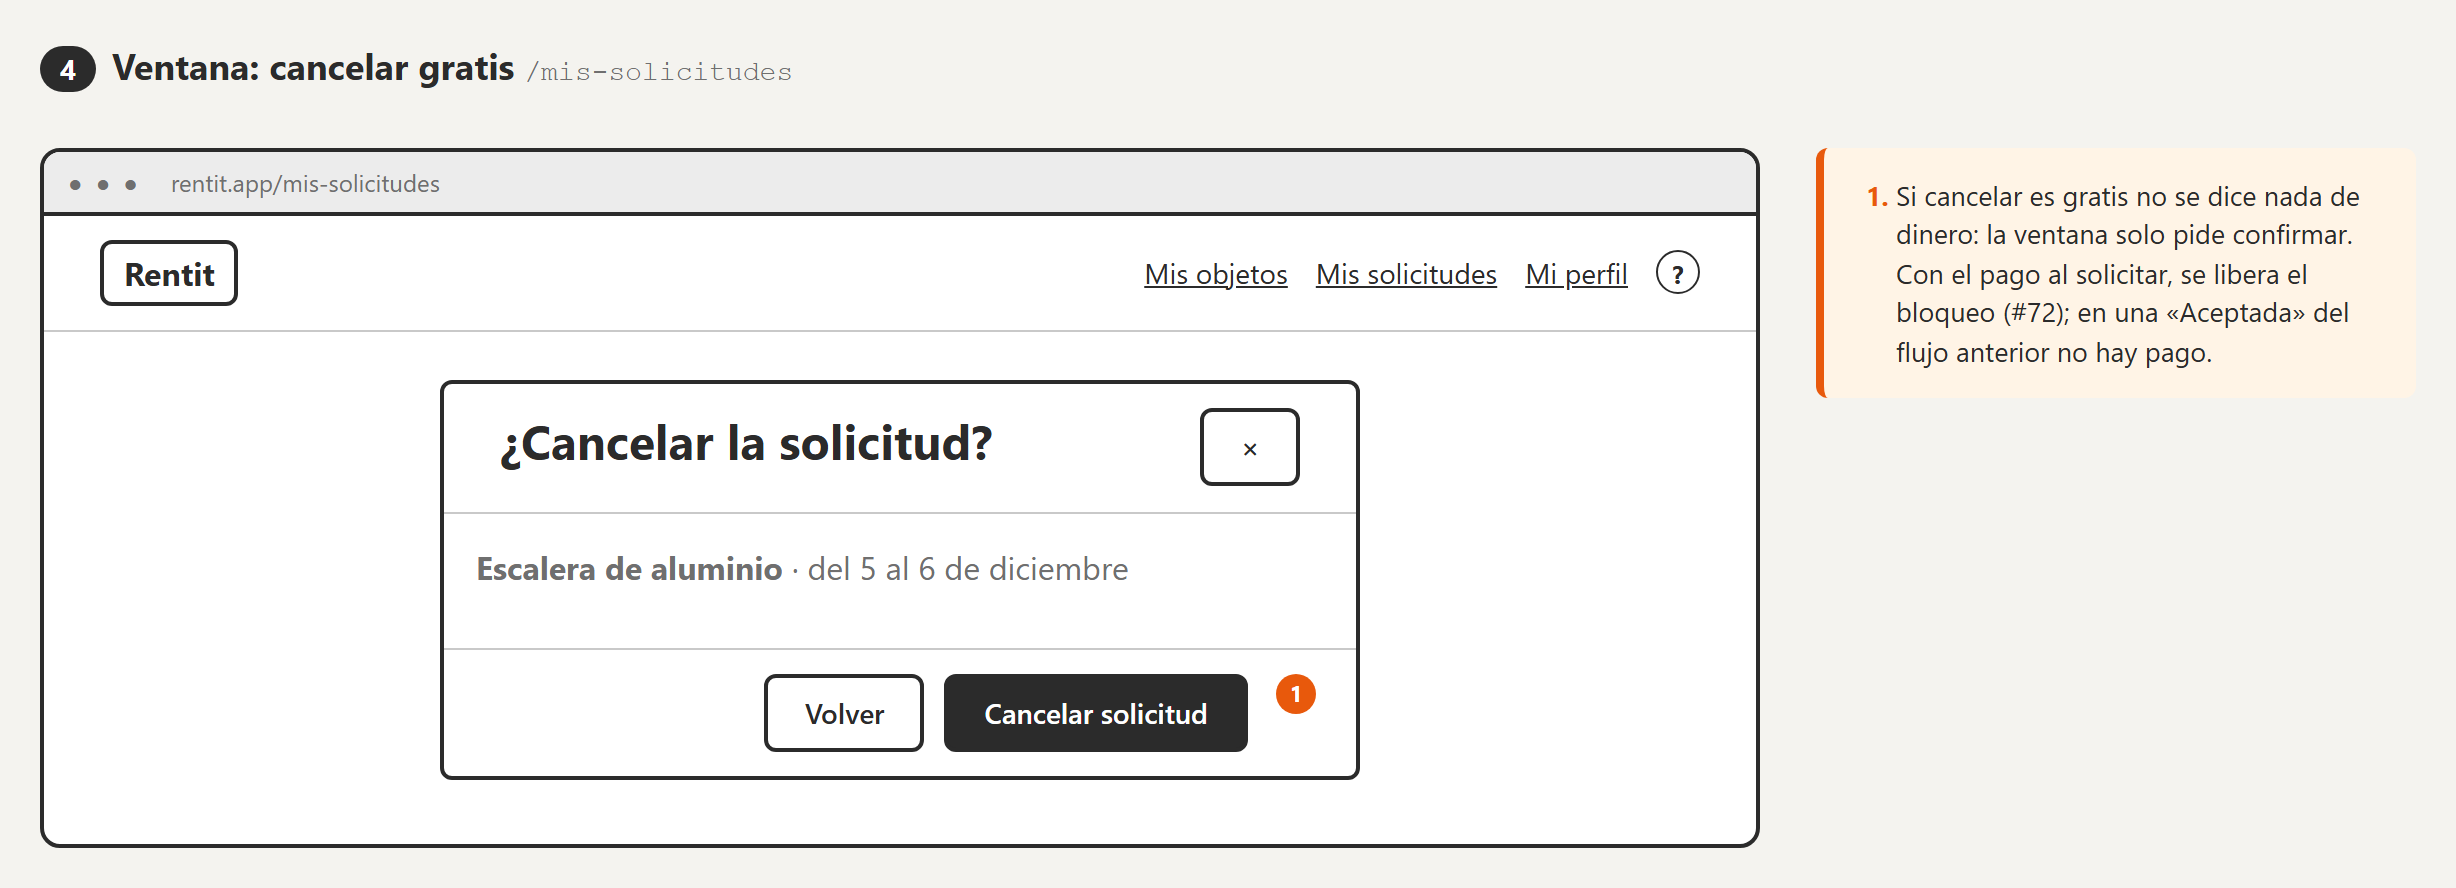 4 Ventana: cancelar gratis /mis-solicitudes
rentit.app/mis-solicitudes
Rentit
Mis objetos Mis solicitudes Mi perfil ?
¿Cancelar la solicitud? ×
Escalera de aluminio · del 5 al 6 de diciembre
Volver Cancelar solicitud 1
1. Si cancelar es gratis no se dice nada de
dinero: la ventana solo pide confirmar.
Con el pago al solicitar, se libera el
bloqueo (#72); en una «Aceptada» del
flujo anterior no hay pago.